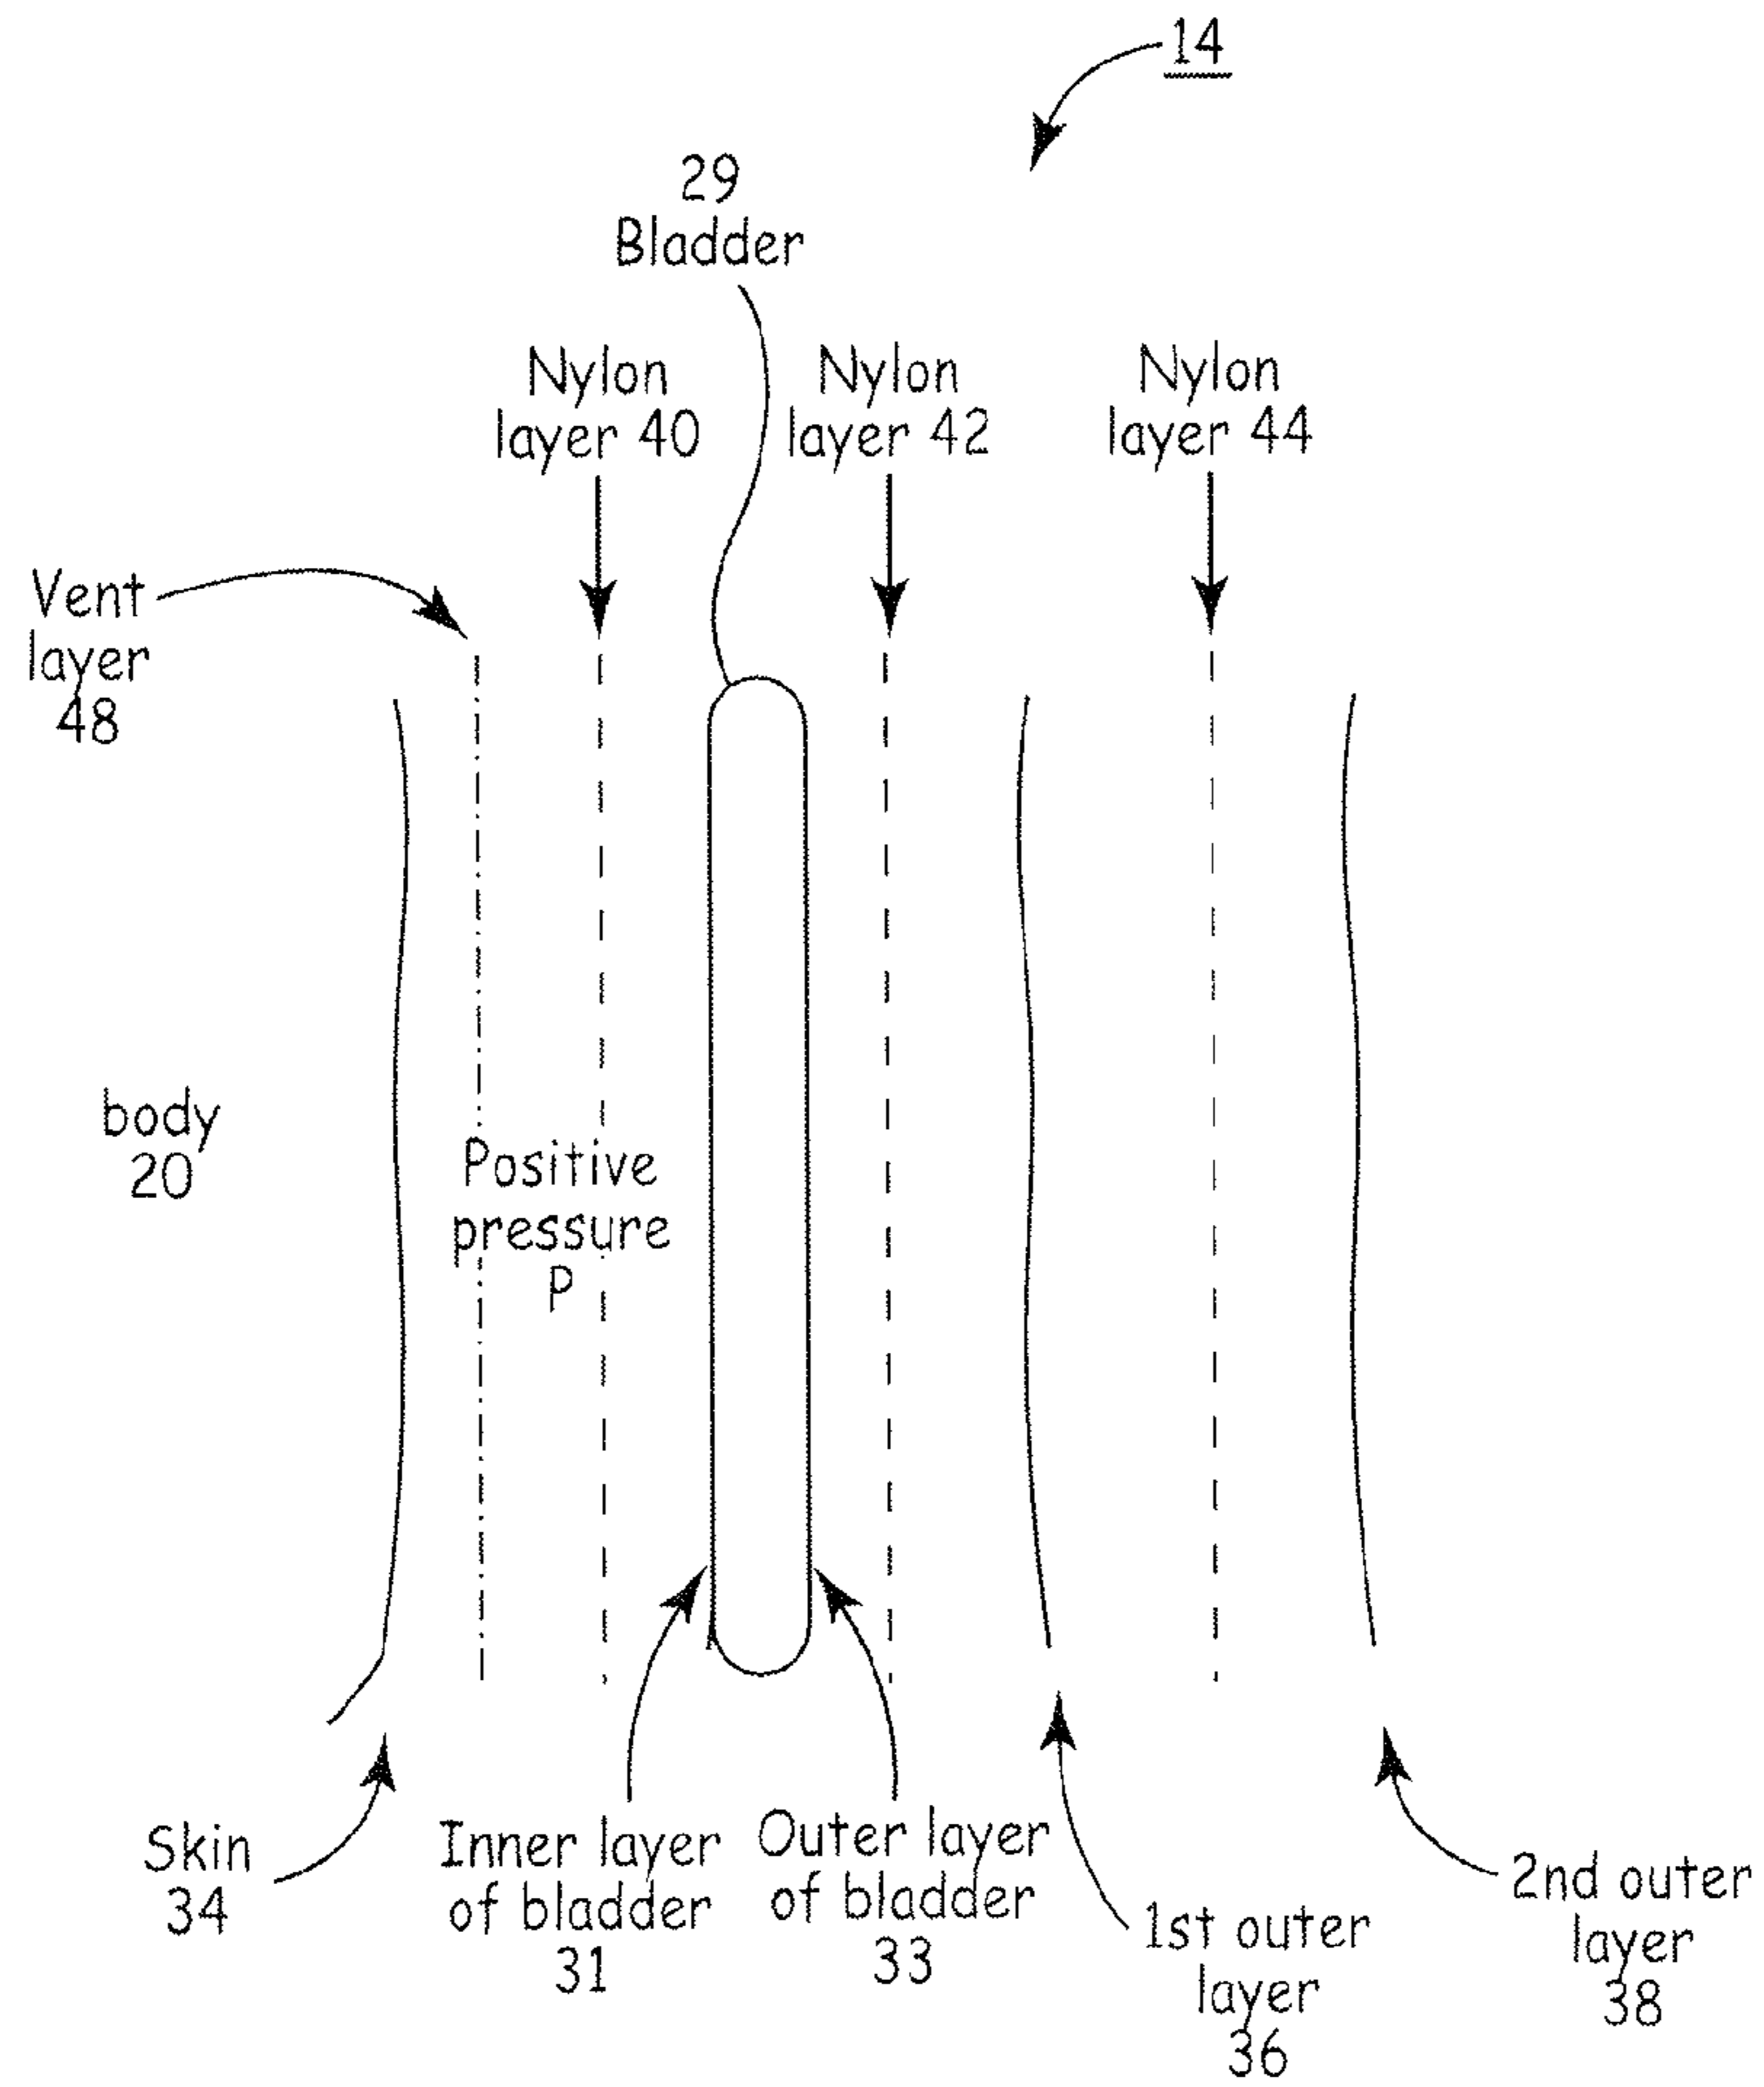 14
29
Bladder
Nylon
layer 40
Nylon
layer 42
Nylon
layer 44
Vent
layer
48
body
20
Positive
pressure
P
Skin
34
Inner layer
of bladder
31
Outer layer
of bladder
33
1st outer
layer
36
2nd outer
layer
38